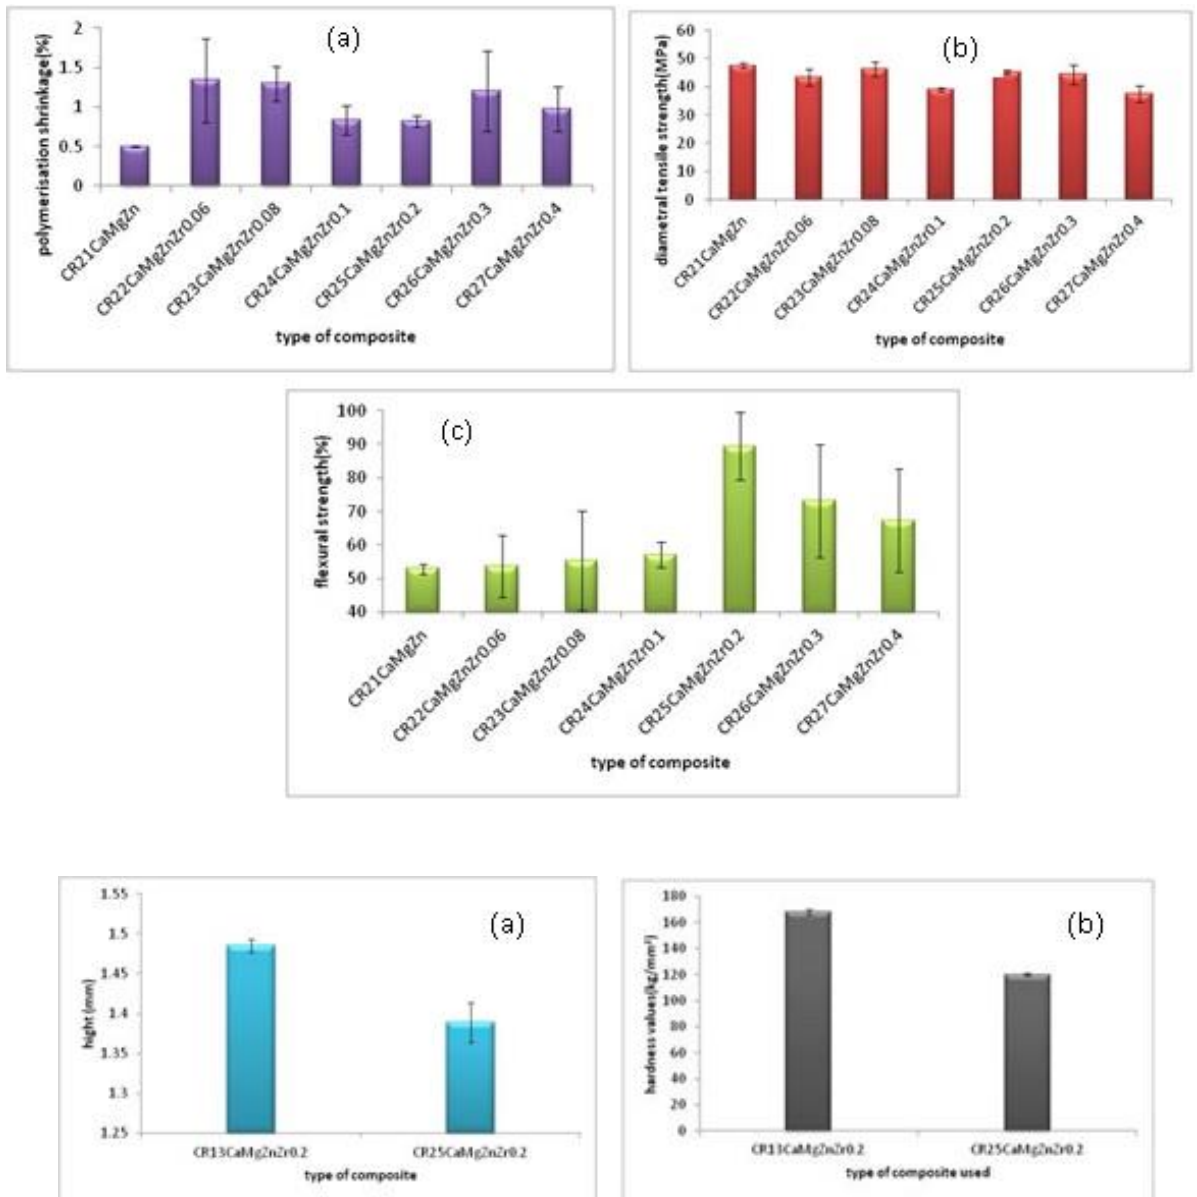 (a)
polymerisation shrinkage(%)
2
1.5
1
0.5
0
CR21CaMgZn
CR22CaMgZnZr0.06
CR23CaMgZnZr0.08
CR24CaMgZnZr0.1
CR25CaMgZnZr0.2
CR26CaMgZnZr0.3
CR27CaMgZnZr0.4
type of composite
(b)
diametral tensile strength(MPa)
60
50
40
30
20
10
0
CR21CaMgZn
CR22CaMgZnZr0.06
CR23CaMgZnZr0.08
CR24CaMgZnZr0.1
CR25CaMgZnZr0.2
CR26CaMgZnZr0.3
CR27CaMgZnZr0.4
type of composite
(c)
flexural strength(%)
100
90
80
70
60
50
40
CR21CaMgZn
CR22CaMgZnZr0.06
CR23CaMgZnZr0.08
CR24CaMgZnZr0.1
CR25CaMgZnZr0.2
CR26CaMgZnZr0.3
CR27CaMgZnZr0.4
type of composite
(a)
hight (mm)
1.55
1.5
1.45
1.4
1.35
1.3
1.25
CR13CaMgZnZr0.2
CR25CaMgZnZr0.2
type of composite
(b)
hardness values(kg/mm²)
180
160
140
120
100
80
60
40
20
0
CR13CaMgZnZr0.2
CR25CaMgZnZr0.2
type of composite used